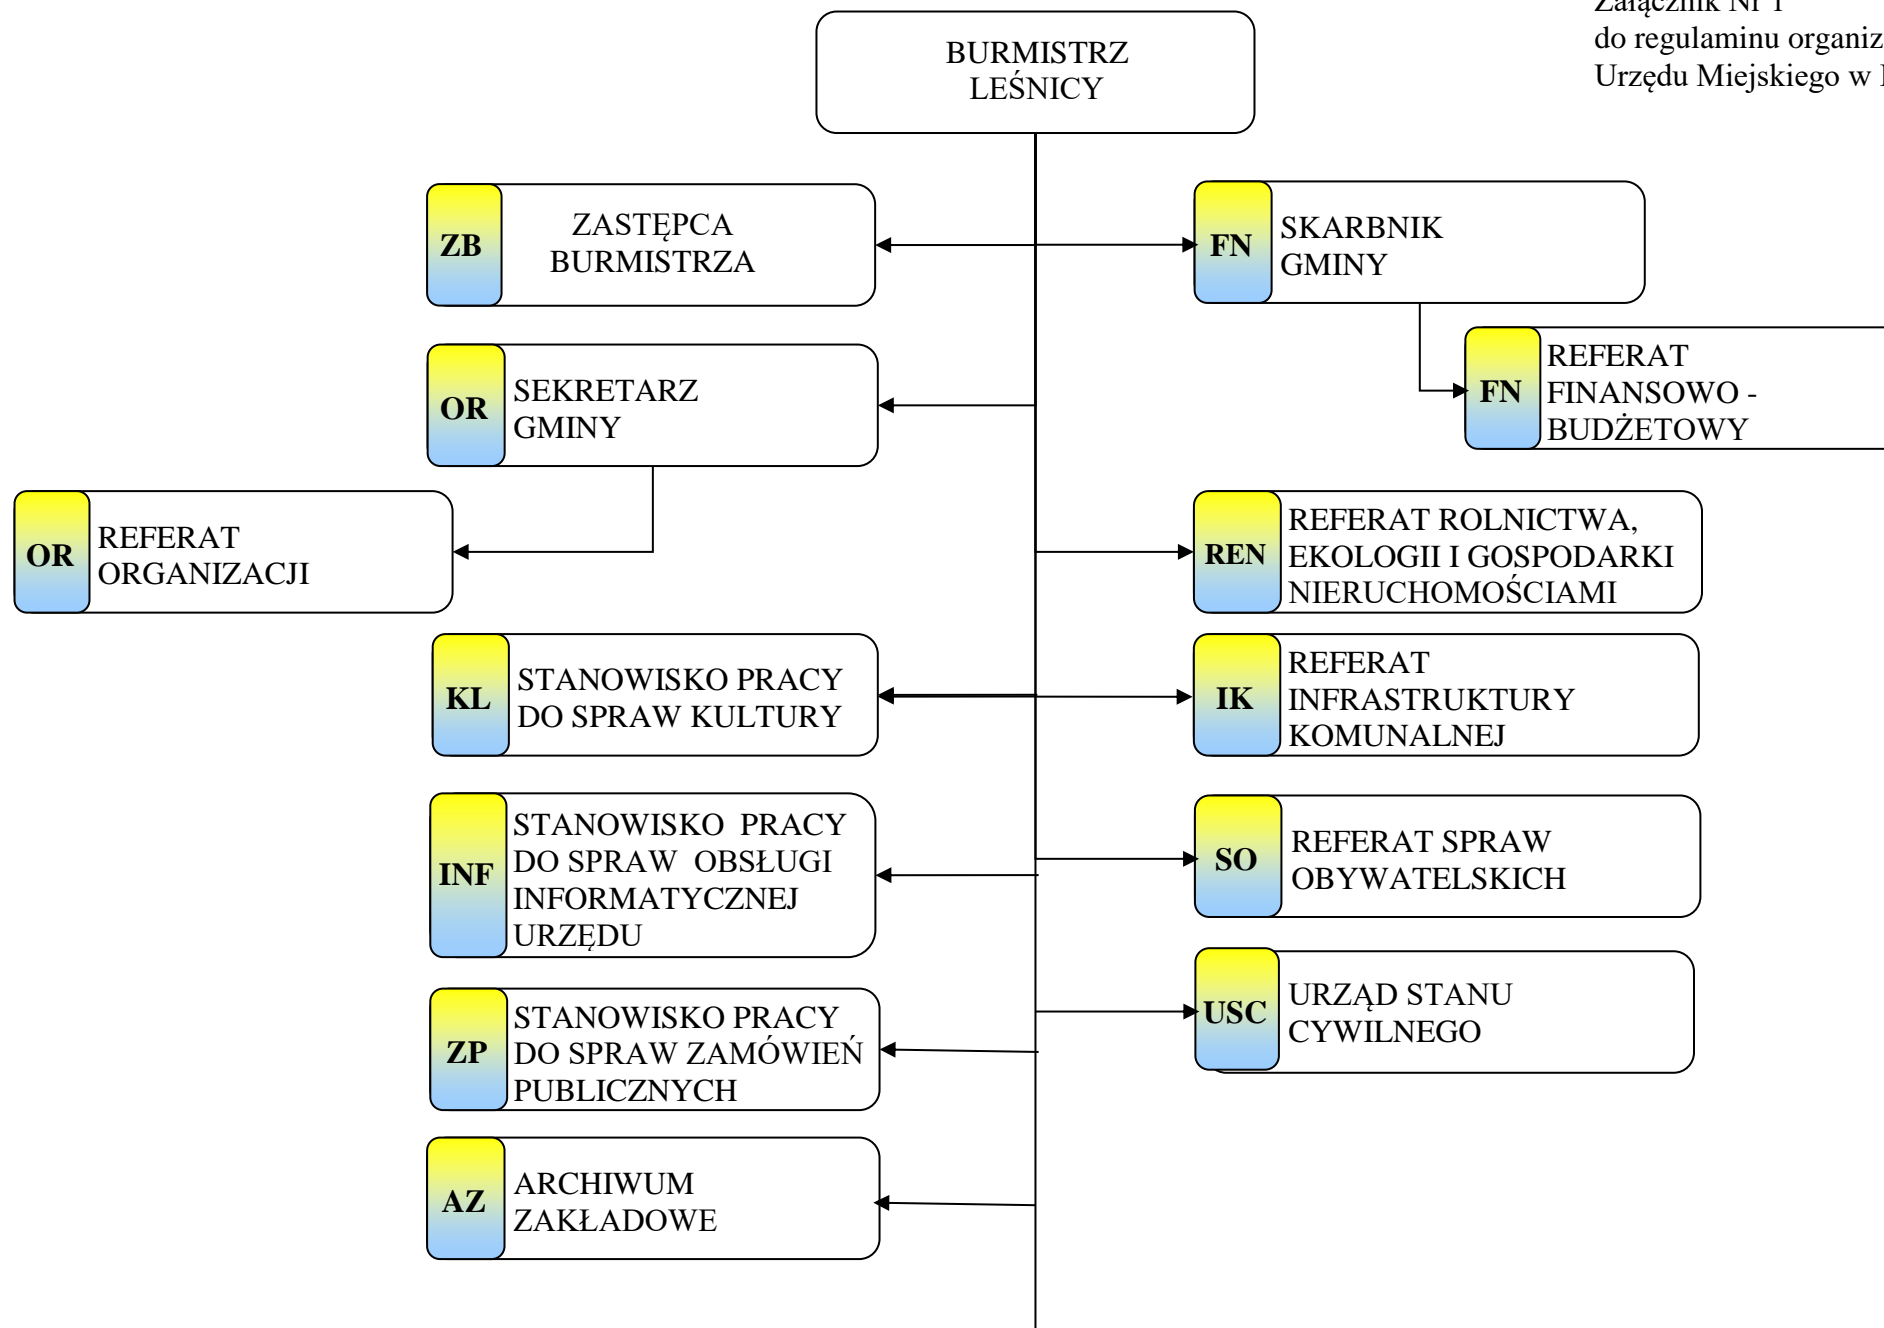 Załącznik Nr 1
do regulaminu organiz
Urzędu Miejskiego w
BURMISTRZ
LEŚNICY
ZB
ZASTĘPCA
BURMISTRZA
FN
SKARBNIK
GMINY
OR
SEKRETARZ
GMINY
FN
REFERAT
FINANSOWO -
BUDŻETOWY
OR
REFERAT
ORGANIZACJI
REN
REFERAT ROLNICTWA,
EKOLOGII I GOSPODARKI
NIERUCHOMOŚCIAMI
KL
STANOWISKO PRACY
DO SPRAW KULTURY
IK
REFERAT
INFRASTRUKTURY
KOMUNALNEJ
INF
STANOWISKO PRACY
DO SPRAW OBSŁUGI
INFORMATYCZNEJ
URZĘDU
SO
REFERAT SPRAW
OBYWATELSKICH
ZP
STANOWISKO PRACY
DO SPRAW ZAMÓWIEŃ
PUBLICZNYCH
USC
URZĄD STANU
CYWILNEGO
AZ
ARCHIWUM
ZAKŁADOWE